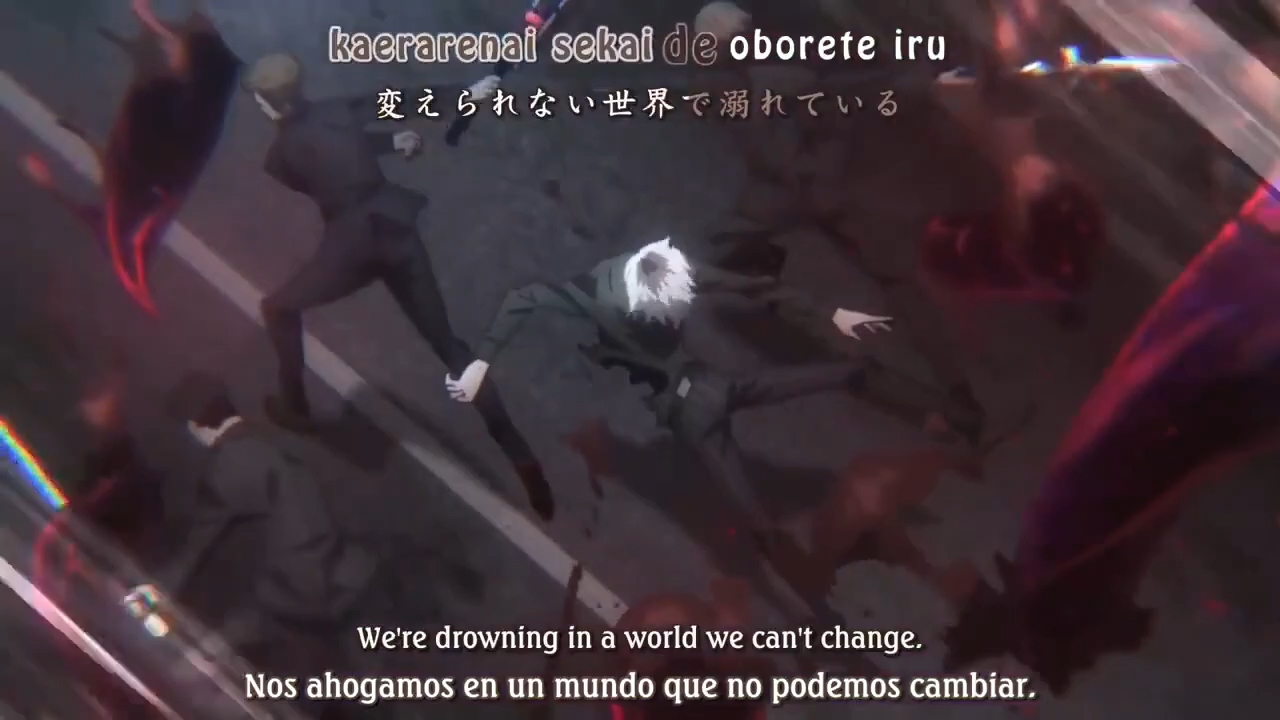 kaerarenai sekai de oborete iru
変えられない世界で溺れている
We're drowning in a world we can't change.
Nos ahogamos en un mundo que no podemos cambiar.